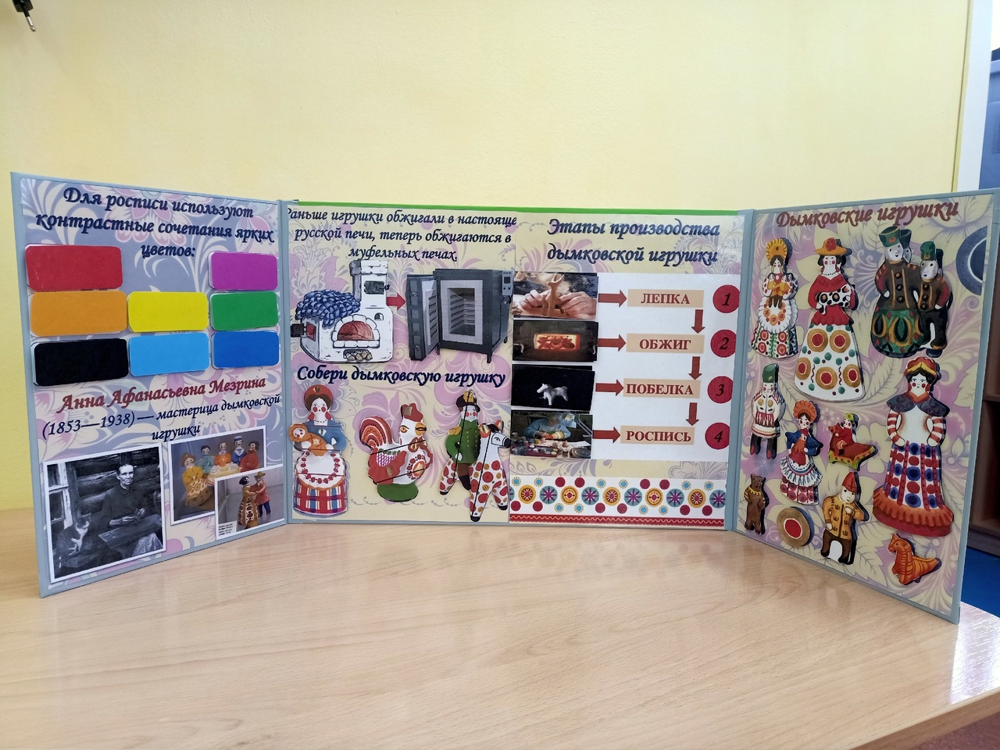 Для росписи используют
контрастные сочетания ярких
цветов:
Анна Афанасьевна Мезрина
(1853—1938) — мастерица дымковской
игрушки
Раньше игрушки обжигали в настояще
русской печи, теперь обжигаются в
муфельных печах.
Собери дымковскую игрушку
Этапы производства
дымковской игрушки
ЛЕПКА 1
ОБЖИГ 2
ПОБЕЛКА 3
РОСПИСЬ 4
Дымковские игрушки